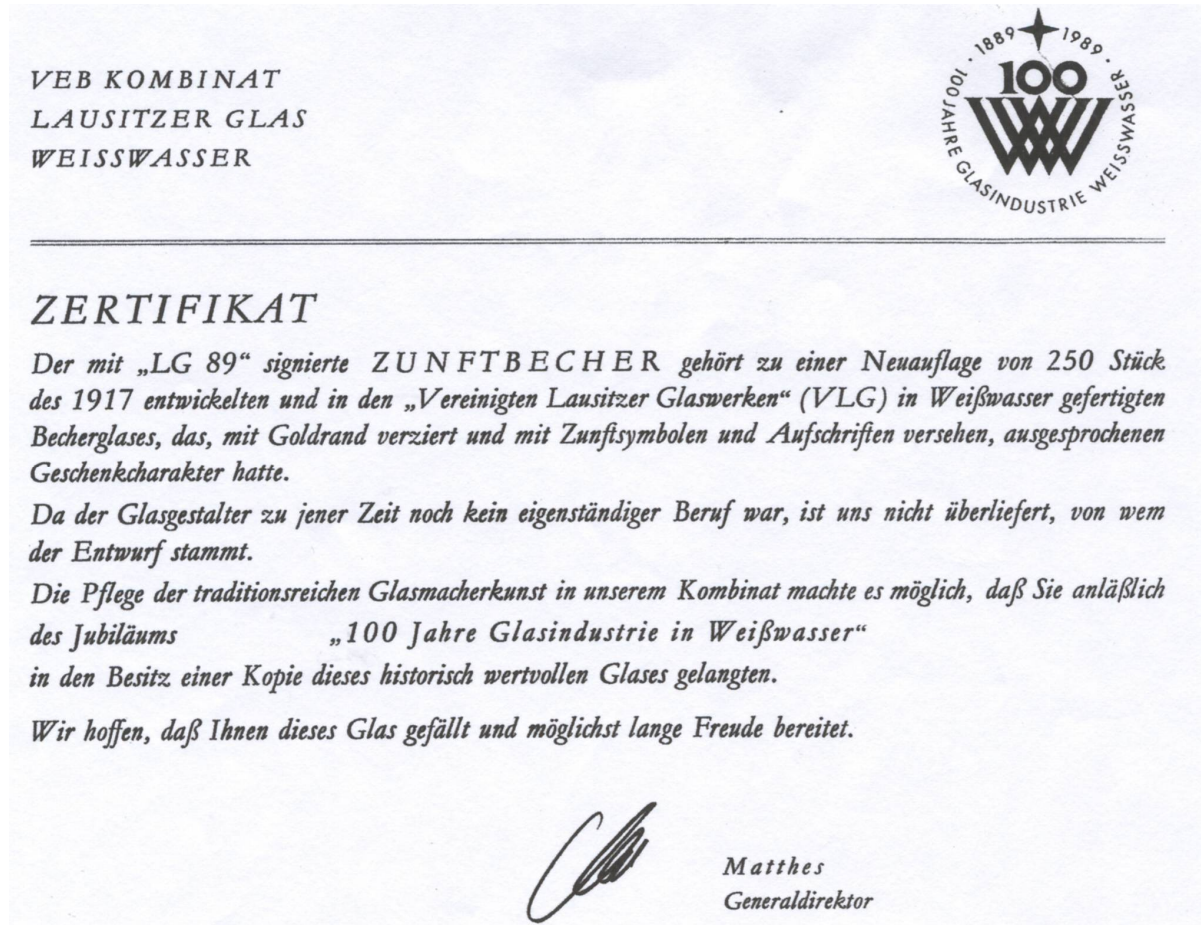 VEB KOMBINAT
LAUSITZER GLAS
WEISSWASSER
· 1889 · 1989 ·
100
100 JAHRE GLASINDUSTRIE WEISSWASSER
ZERTIFIKAT
Der mit „LG 89“ signierte ZUNFTBECHER gehört zu einer Neuauflage von 250 Stück
des 1917 entwickelten und in den „Vereinigten Lausitzer Glaswerken“ (VLG) in Weißwasser gefertigten
Becherglases, das, mit Goldrand verziert und mit Zunftsymbolen und Aufschriften versehen, ausgesprochenen
Geschenkcharakter hatte.
Da der Glasgestalter zu jener Zeit noch kein eigenständiger Beruf war, ist uns nicht überliefert, von wem
der Entwurf stammt.
Die Pflege der traditionsreichen Glasmacherkunst in unserem Kombinat machte es möglich, daß Sie anläßlich
des Jubiläums „100 Jahre Glasindustrie in Weißwasser“
in den Besitz einer Kopie dieses historisch wertvollen Glases gelangten.
Wir hoffen, daß Ihnen dieses Glas gefällt und möglichst lange Freude bereitet.
Matthes
Generaldirektor